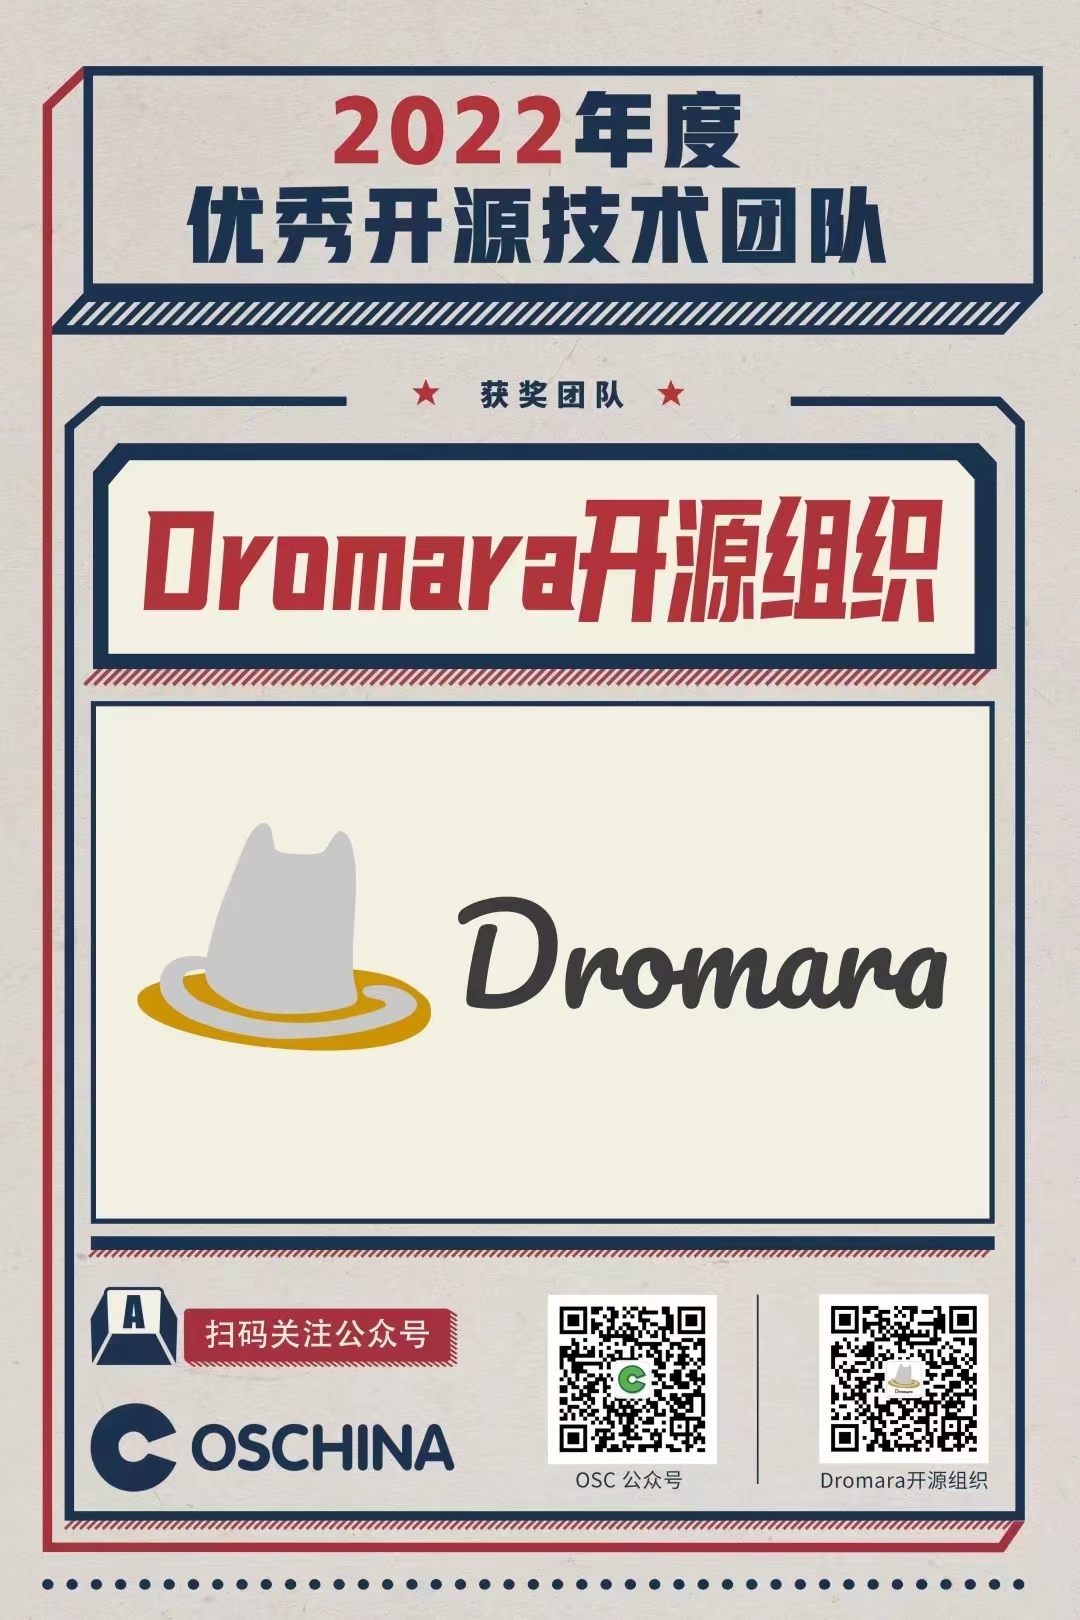 2022年度
优秀开源技术团队
★ 获奖团队 ★
Dromara开源组织
Dromara
A
扫码关注公众号
OSCHINA
OSC 公众号
Dromara开源组织